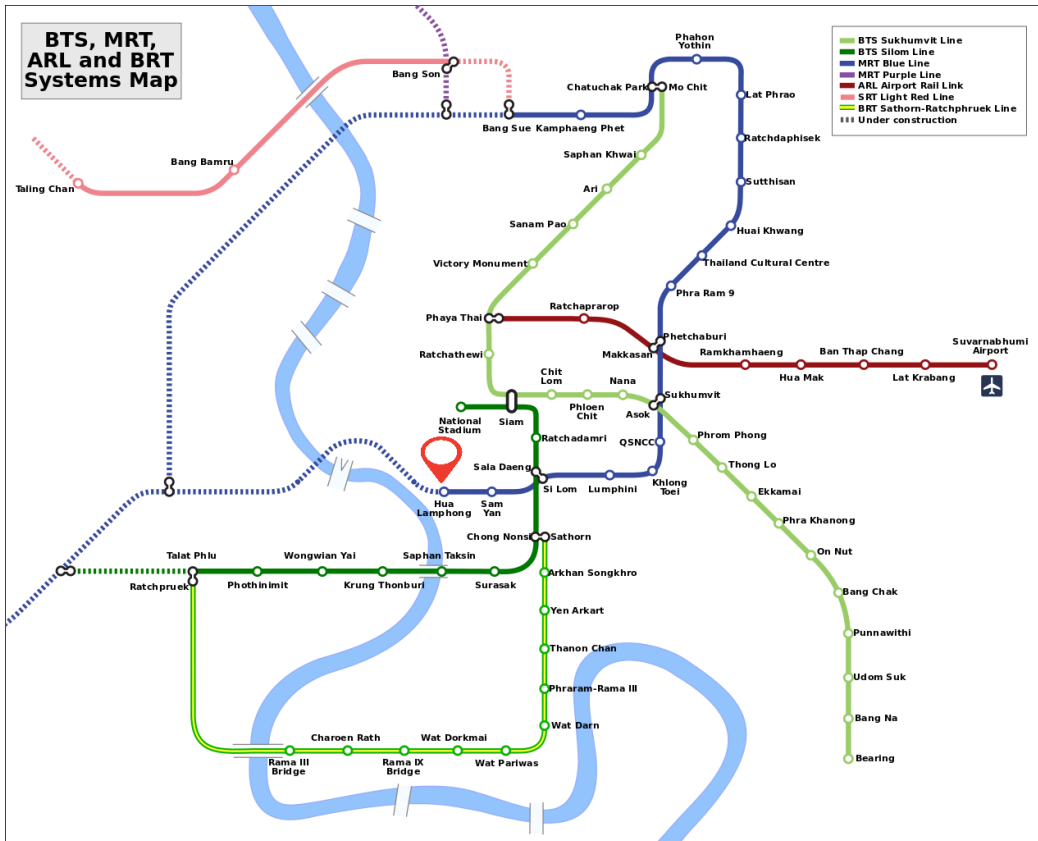 BTS, MRT,
ARL and BRT
Systems Map
BTS Sukhumvit Line
BTS Silom Line
MRT Blue Line
MRT Purple Line
ARL Airport Rail Link
SRT Light Red Line
BRT Sathorn-Ratchphruek Line
Under construction
Phahon
Yothin
Bang Son
Chatuchak Park
Mo Chit
Lat Phrao
Bang Sue
Kamphaeng Phet
Ratchdaphisek
Saphan Khwai
Bang Bamru
Taling Chan
Ari
Sutthisan
Sanam Pao
Huai Khwang
Victory Monument
Thailand Cultural Centre
Phra Ram 9
Ratchaprarop
Phaya Thai
Phetchaburi
Makkasan
Ramkhamhaeng
Ban Thap Chang
Suvarnabhumi
Airport
Hua Mak
Lat Krabang
Ratchathewi
Chit
Lom
Nana
Phloen
Chit
Sukhumvit
Asok
National
Stadium
Siam
Ratchadamri
QSNCC
Phrom Phong
Sala Daeng
Si Lom
Lumphini
Khlong
Toei
Thong Lo
Hua
Lamphong
Sam
Yan
Ekkamai
Phra Khanong
Chong Nonsi
Sathorn
On Nut
Talat Phlu
Wongwian Yai
Saphan Taksin
Ratchpruek
Phothinimit
Krung Thonburi
Surasak
Arkhan Songkhro
Bang Chak
Yen Arkart
Punnawithi
Thanon Chan
Udom Suk
Phraram-Rama III
Bang Na
Wat Darn
Charoen Rath
Wat Dorkmai
Rama III
Bridge
Rama IX
Bridge
Wat Pariwas
Bearing